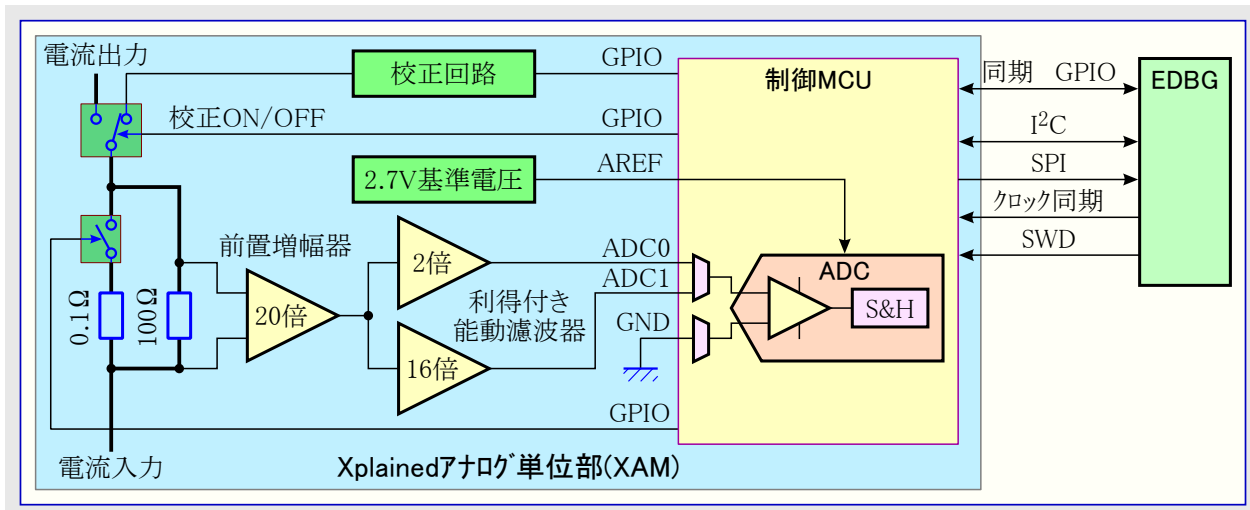 電流出力
校正回路
GPIO
制御MCU
同期 GPIO
EDBG
校正ON/OFF
GPIO
I²C
2.7V基準電圧
AREF
SPI
クロック同期
前置増幅器
2倍
ADC0
SWD
ADC1
ADC
0.1Ω
100Ω
20倍
利得付き
能動濾波器
GND
S&H
16倍
GPIO
電流入力
Xplainedアナログ単位部(XAM)